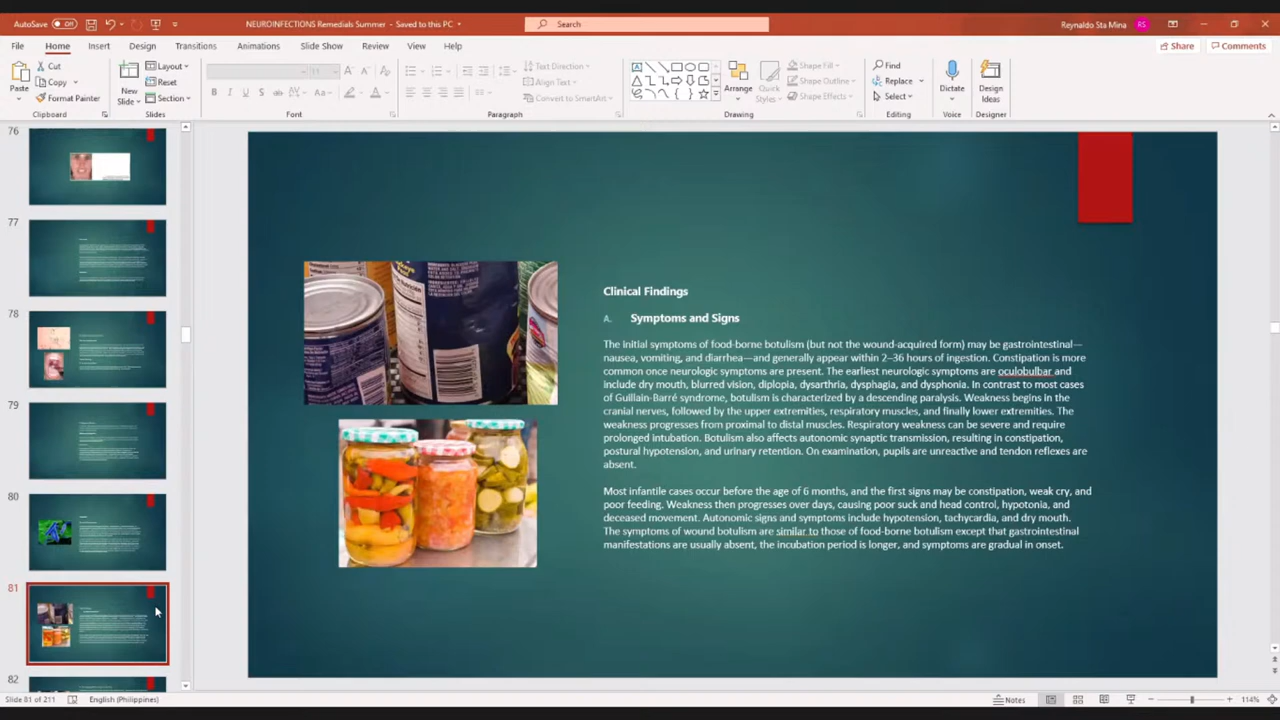 AutoSave Off
NEUROINFECTIONS Remedials Summer - Saved to this PC
Search
Reynaldo Sta Mina RS
File Home Insert Design Transitions Animations Slide Show Review View Help
Share Comments
Paste
Cut
Copy
Format Painter
Clipboard
New
Slide
Layout
Reset
Section
Slides
11
Font
Text Direction
Align Text
Convert to SmartArt
Paragraph
Arrange
Quick
Styles
Shape Fill
Shape Outline
Shape Effects
Drawing
Find
Replace
Select
Editing
Dictate
Voice
Design
Ideas
Designer
76
77
78
79
80
81
82
Clinical Findings
A. Symptoms and Signs
The initial symptoms of food-borne botulism (but not the wound-acquired form) may be gastrointestinal—
nausea, vomiting, and diarrhea—and generally appear within 2–36 hours of ingestion. Constipation is more
common once neurologic symptoms are present. The earliest neurologic symptoms are oculobulbar and
include dry mouth, blurred vision, diplopia, dysarthria, dysphagia, and dysphonia. In contrast to most cases
of Guillain-Barré syndrome, botulism is characterized by a descending paralysis. Weakness begins in the
cranial nerves, followed by the upper extremities, respiratory muscles, and finally lower extremities. The
weakness progresses from proximal to distal muscles. Respiratory weakness can be severe and require
prolonged intubation. Botulism also affects autonomic synaptic transmission, resulting in constipation,
postural hypotension, and urinary retention. On examination, pupils are unreactive and tendon reflexes are
absent.
Most infantile cases occur before the age of 6 months, and the first signs may be constipation, weak cry, and
poor feeding. Weakness then progresses over days, causing poor suck and head control, hypotonia, and
deceased movement. Autonomic signs and symptoms include hypotension, tachycardia, and dry mouth.
The symptoms of wound botulism are similar to those of food-borne botulism except that gastrointestinal
manifestations are usually absent, the incubation period is longer, and symptoms are gradual in onset.
Slide 81 of 211 English (Philippines)
Notes
114%